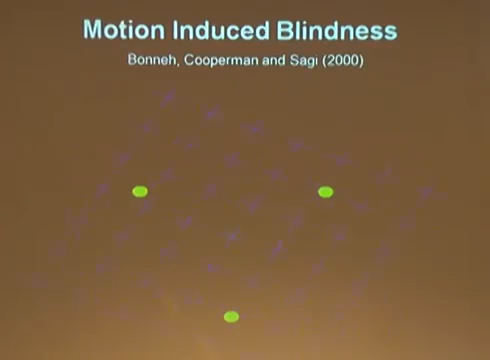 Motion Induced Blindness
Bonneh, Cooperman and Sagi (2000)